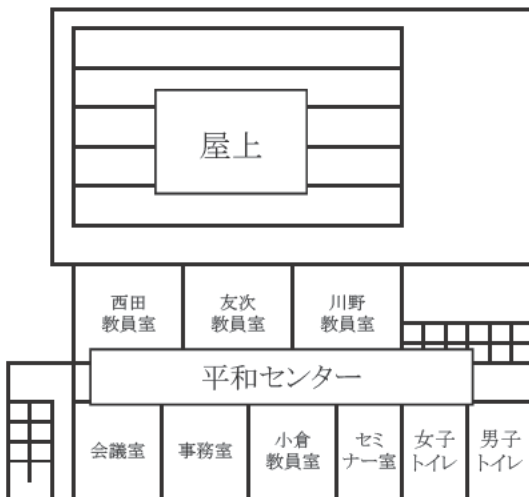 屋上
西田
教員室
友次
教員室
川野
教員室
平和センター
会議室
事務室
小倉
教員室
セミ
ナー室
女子
トイレ
男子
トイレ